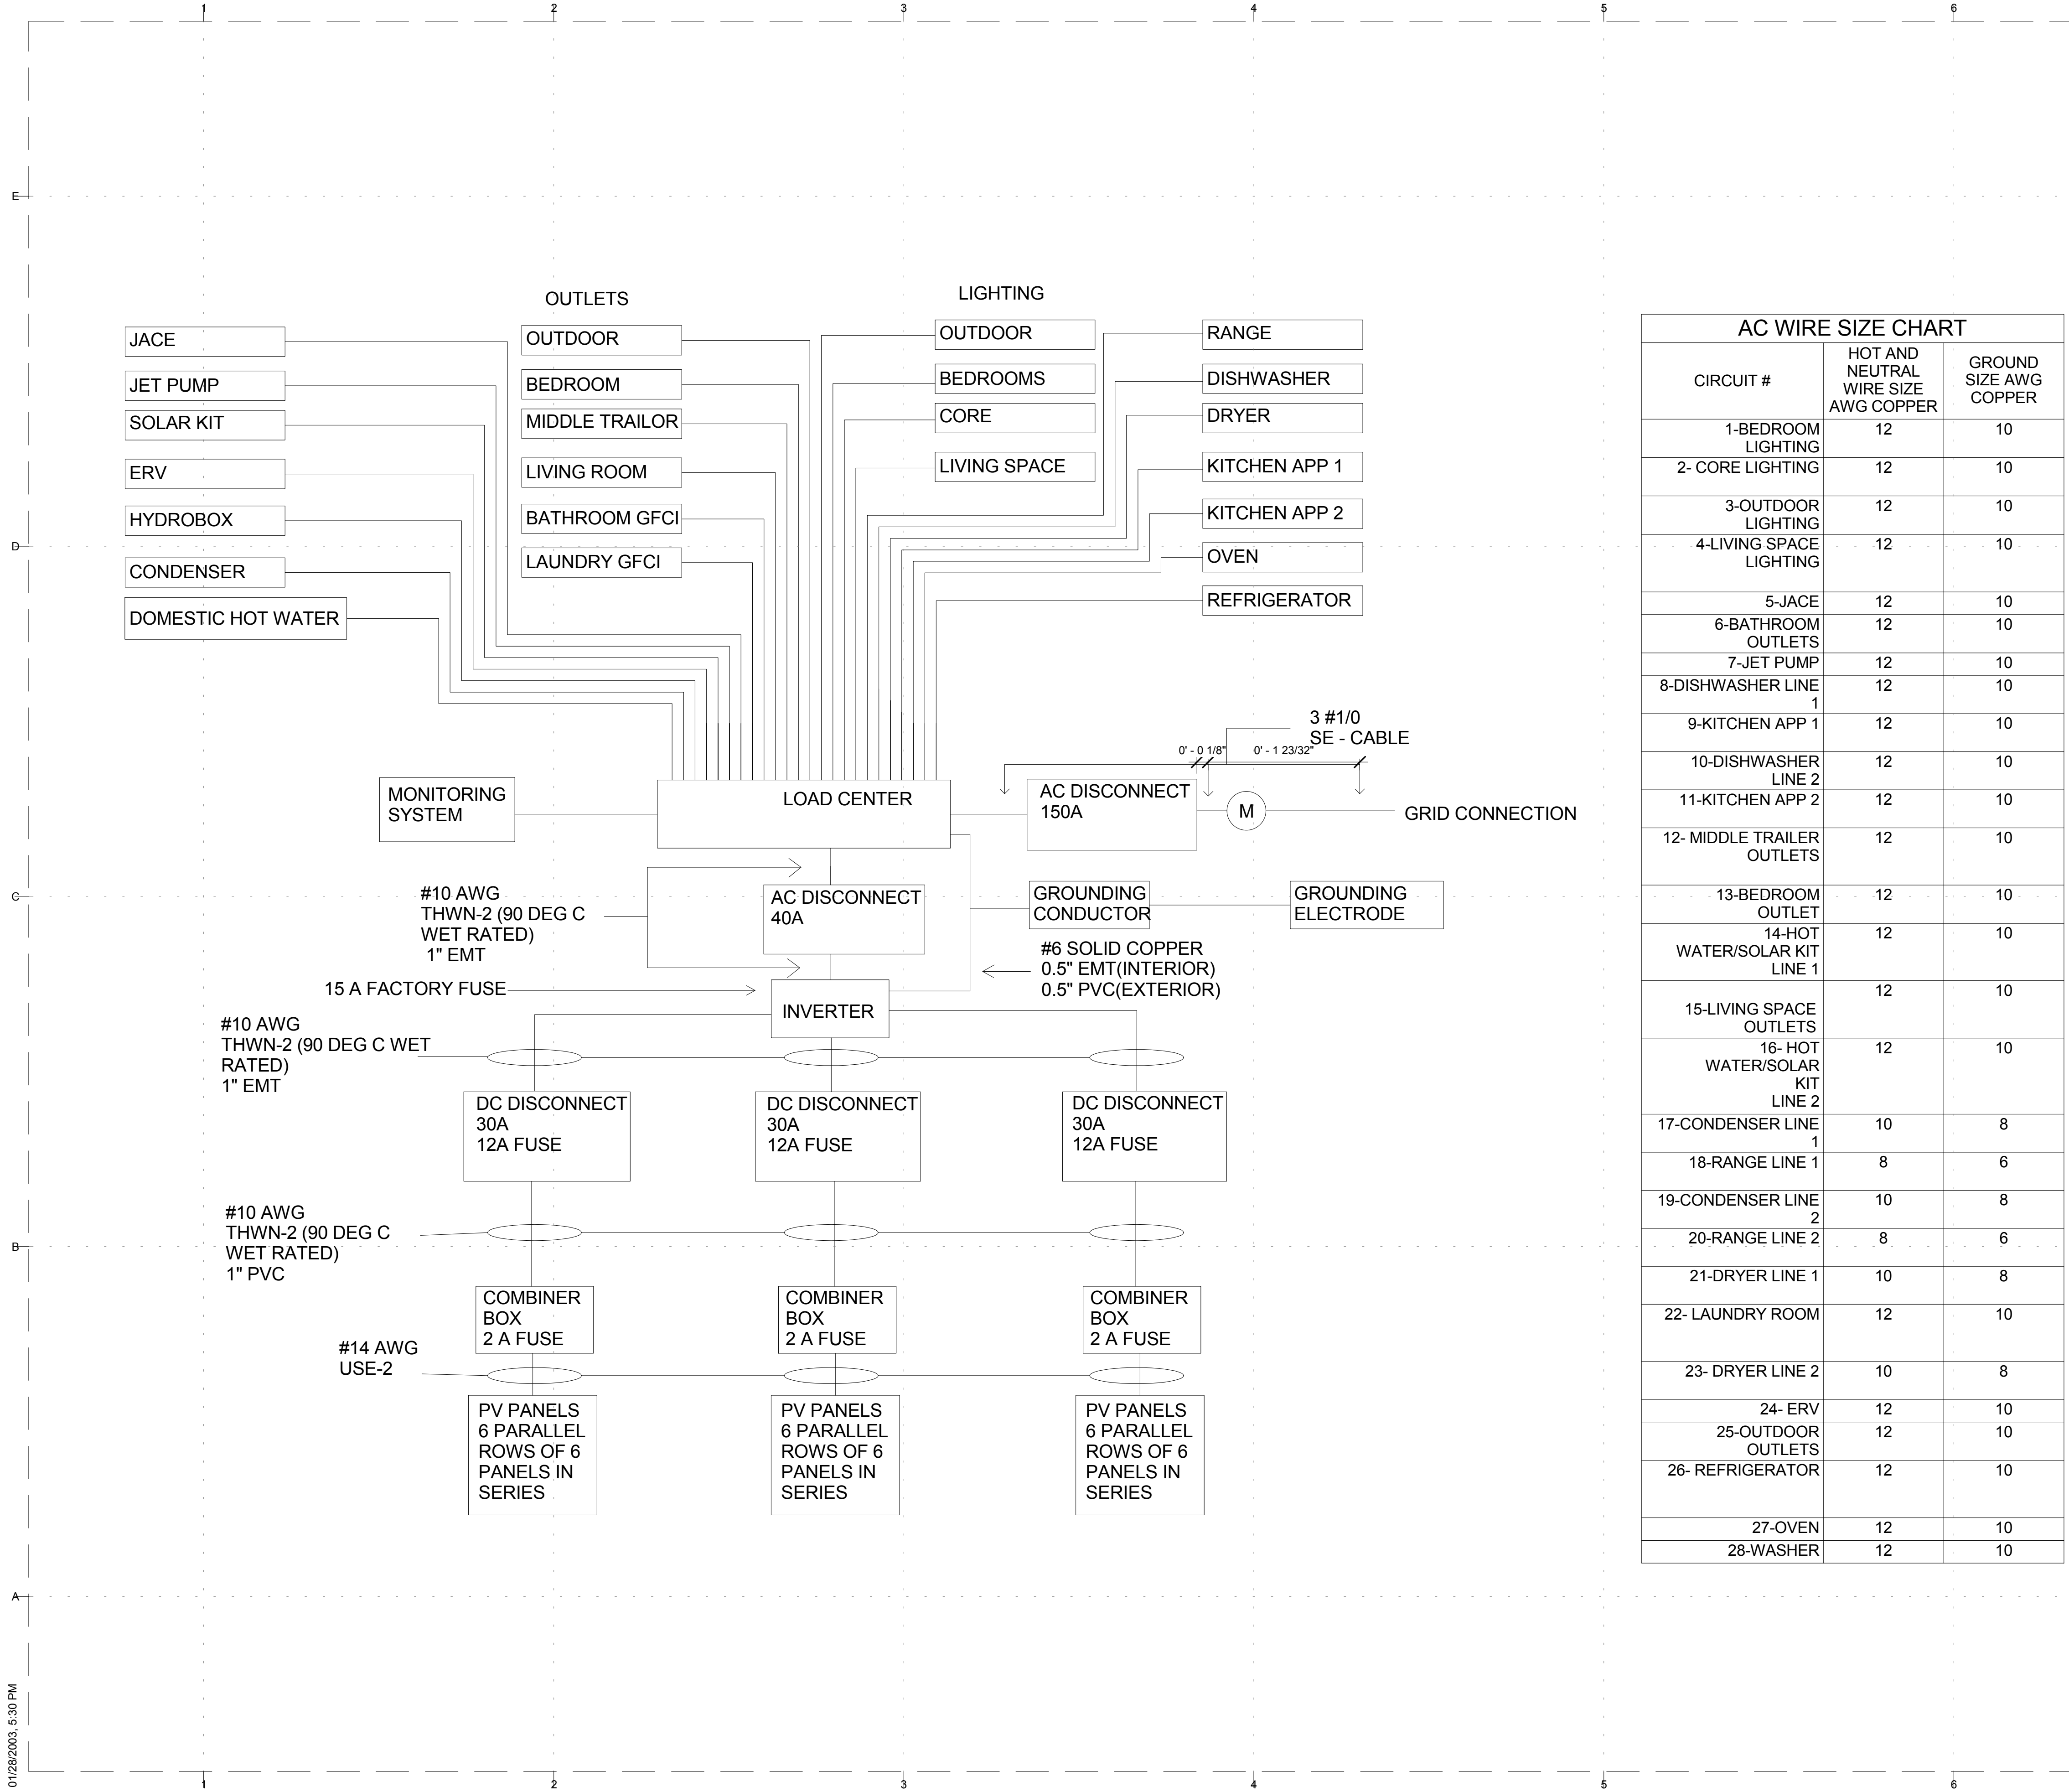 1 2 3 4 5 6
E
D
C
B
A
OUTLETS
LIGHTING
JACE
JET PUMP
SOLAR KIT
ERV
HYDROBOX
CONDENSER
DOMESTIC HOT WATER
OUTDOOR
BEDROOM
MIDDLE TRAILOR
LIVING ROOM
BATHROOM GFCI
LAUNDRY GFCI
OUTDOOR
BEDROOMS
CORE
LIVING SPACE
RANGE
DISHWASHER
DRYER
KITCHEN APP 1
KITCHEN APP 2
OVEN
REFRIGERATOR
3 #1/0
SE - CABLE
0' - 0 1/8"
0' - 1 23/32"
MONITORING
SYSTEM
LOAD CENTER
AC DISCONNECT
150A
M
GRID CONNECTION
#10 AWG
THWN-2 (90 DEG C
WET RATED)
1" EMT
AC DISCONNECT
40A
GROUNDING
CONDUCTOR
GROUNDING
ELECTRODE
#6 SOLID COPPER
0.5" EMT(INTERIOR)
0.5" PVC(EXTERIOR)
15 A FACTORY FUSE
INVERTER
#10 AWG
THWN-2 (90 DEG C WET
RATED)
1" EMT
DC DISCONNECT
30A
12A FUSE
DC DISCONNECT
30A
12A FUSE
DC DISCONNECT
30A
12A FUSE
#10 AWG
THWN-2 (90 DEG C
WET RATED)
1" PVC
COMBINER
BOX
2 A FUSE
COMBINER
BOX
2 A FUSE
COMBINER
BOX
2 A FUSE
#14 AWG
USE-2
PV PANELS
6 PARALLEL
ROWS OF 6
PANELS IN
SERIES
PV PANELS
6 PARALLEL
ROWS OF 6
PANELS IN
SERIES
PV PANELS
6 PARALLEL
ROWS OF 6
PANELS IN
SERIES
AC WIRE SIZE CHART
CIRCUIT #
HOT AND
NEUTRAL
WIRE SIZE
AWG COPPER
GROUND
SIZE AWG
COPPER
1-BEDROOM 12 10
LIGHTING
2- CORE LIGHTING 12 10
3-OUTDOOR 12 10
LIGHTING
4-LIVING SPACE 12 10
LIGHTING
5-JACE 12 10
6-BATHROOM 12 10
OUTLETS
7-JET PUMP 12 10
8-DISHWASHER LINE 12 10
1
9-KITCHEN APP 1 12 10
10-DISHWASHER 12 10
LINE 2
11-KITCHEN APP 2 12 10
12- MIDDLE TRAILER 12 10
OUTLETS
13-BEDROOM 12 10
OUTLET
14-HOT 12 10
WATER/SOLAR KIT
LINE 1
12 10
15-LIVING SPACE
OUTLETS
16- HOT 12 10
WATER/SOLAR
KIT
LINE 2
17-CONDENSER LINE 10 8
1
18-RANGE LINE 1 8 6
19-CONDENSER LINE 10 8
2
20-RANGE LINE 2 8 6
21-DRYER LINE 1 10 8
22- LAUNDRY ROOM 12 10
23- DRYER LINE 2 10 8
24- ERV 12 10
25-OUTDOOR 12 10
OUTLETS
26- REFRIGERATOR 12 10
27-OVEN 12 10
28-WASHER 12 10
01/28/2003, 5:30 PM
1 2 3 4 5 6